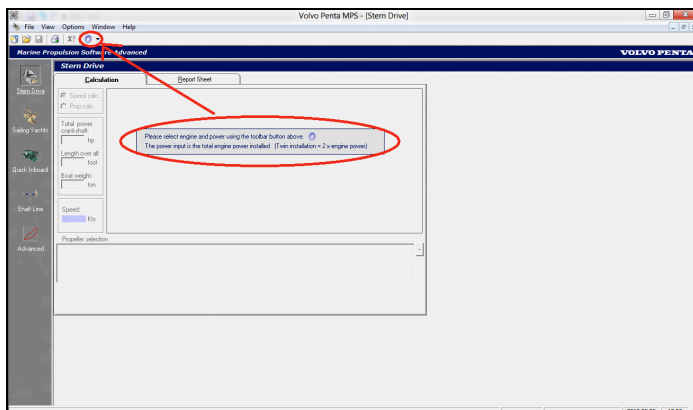 Volvo Penta MPS - [Stern Drive]
File View Options Window Help
Marine Propulsion Software Advanced
VOLVO PENTA
Stern Drive
Calculation
Report Sheet
Stern Drive
Sailing Yachts
Quick Inboard
Shaft Line
Advanced
Speed calc.
Prop calc.
Total power
crankshaft:
hp
Length over all:
foot
Boat weight:
ton
Speed:
Kts
Please select engine and power using the toolbar button above.
The power input is the total engine power installed (Twin installation = 2 x engine power)
Propeller selection